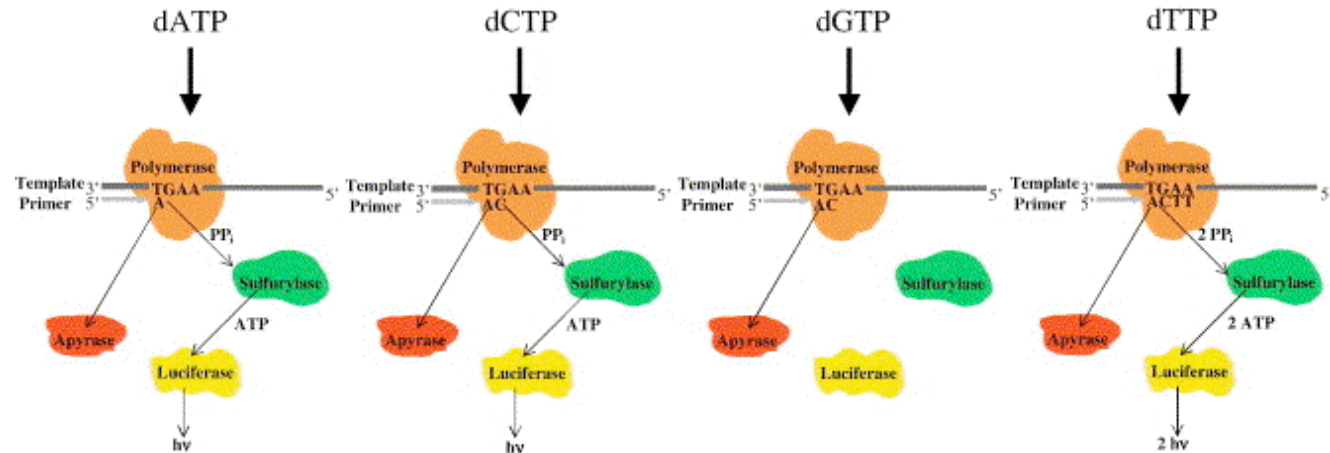 dATP
dCTP
dGTP
dTTP
Polymerase
Template 3' TGAA 5'
Primer 5' A
PPi
Sulfurylase
ATP
Apyrase
Luciferase
hν
Polymerase
Template 3' TGAA 5'
Primer 5' AC
PPi
Sulfurylase
ATP
Apyrase
Luciferase
hν
Polymerase
Template 3' TGAA 5'
Primer 5' AC
Sulfurylase
Apyrase
Luciferase
Polymerase
Template 3' TGAA 5
Primer 5' ACTT
2 PPi
Sulfurylase
2 ATP
Apyrase
Luciferase
2 hν